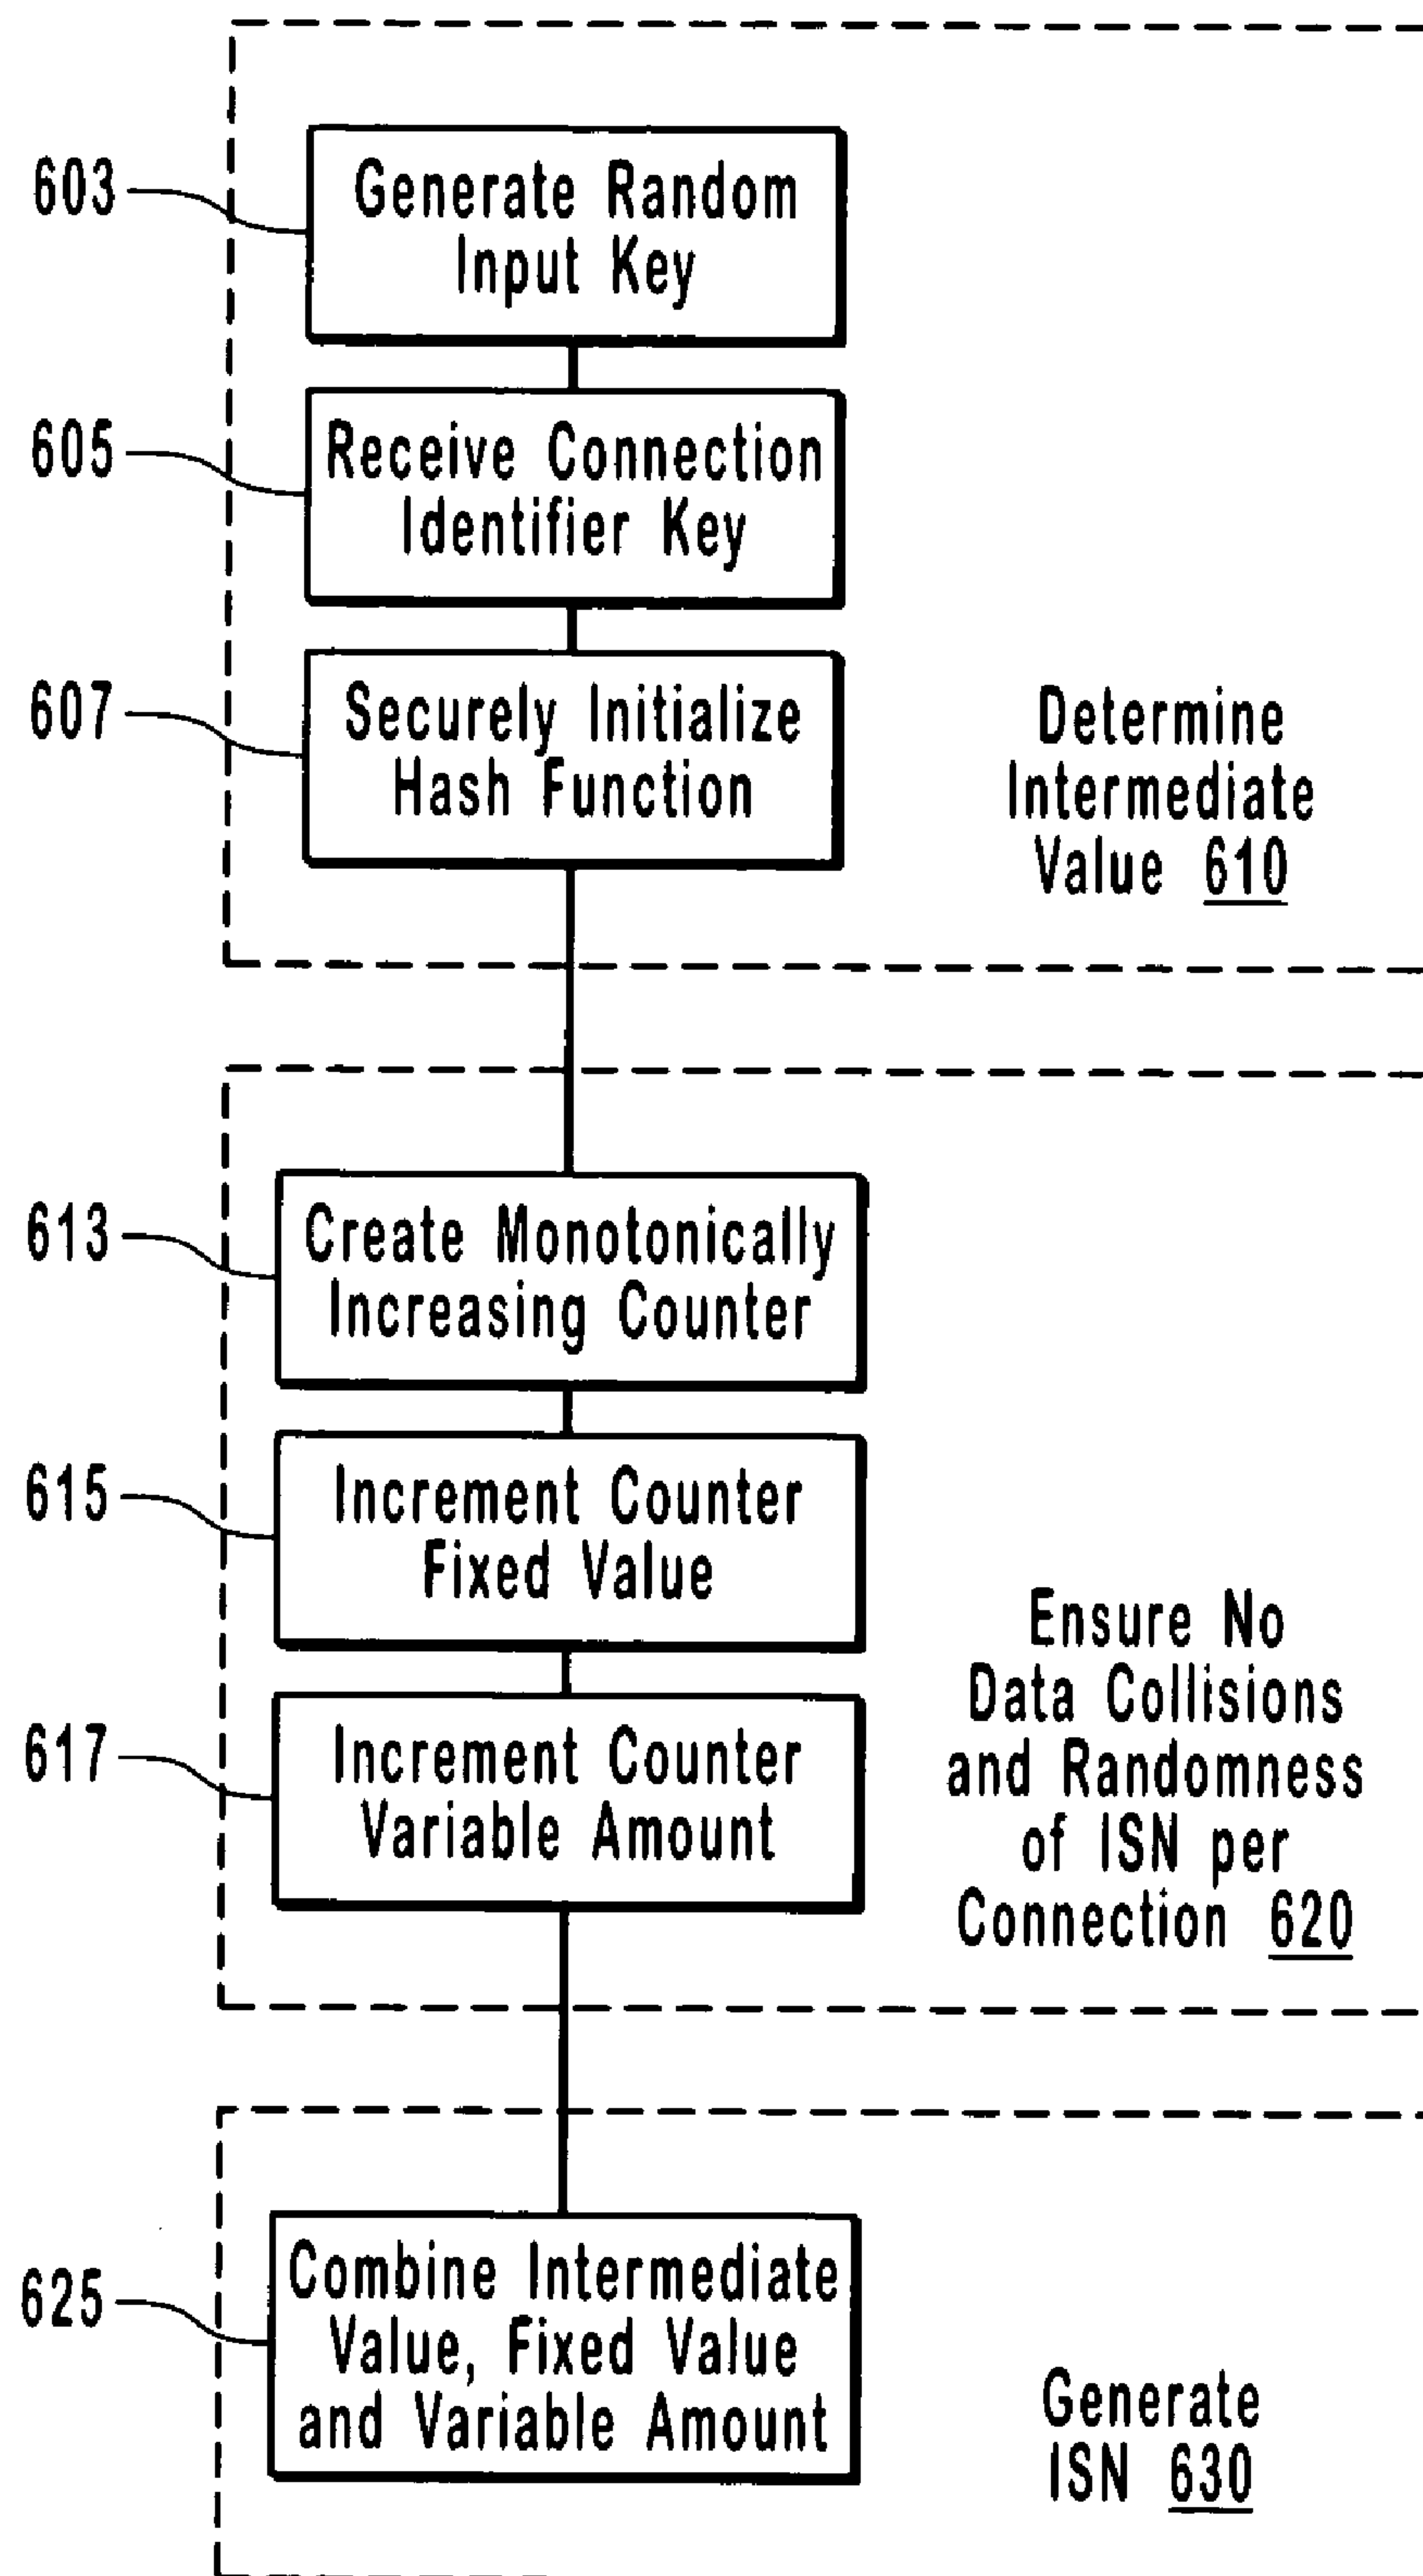 603
Generate Random
Input Key
605
Receive Connection
Identifier Key
607
Securely Initialize
Hash Function
Determine
Intermediate
Value 610
613
Create Monotonically
Increasing Counter
615
Increment Counter
Fixed Value
617
Increment Counter
Variable Amount
Ensure No
Data Collisions
and Randomness
of ISN per
Connection 620
625
Combine Intermediate
Value, Fixed Value
and Variable Amount
Generate
ISN 630